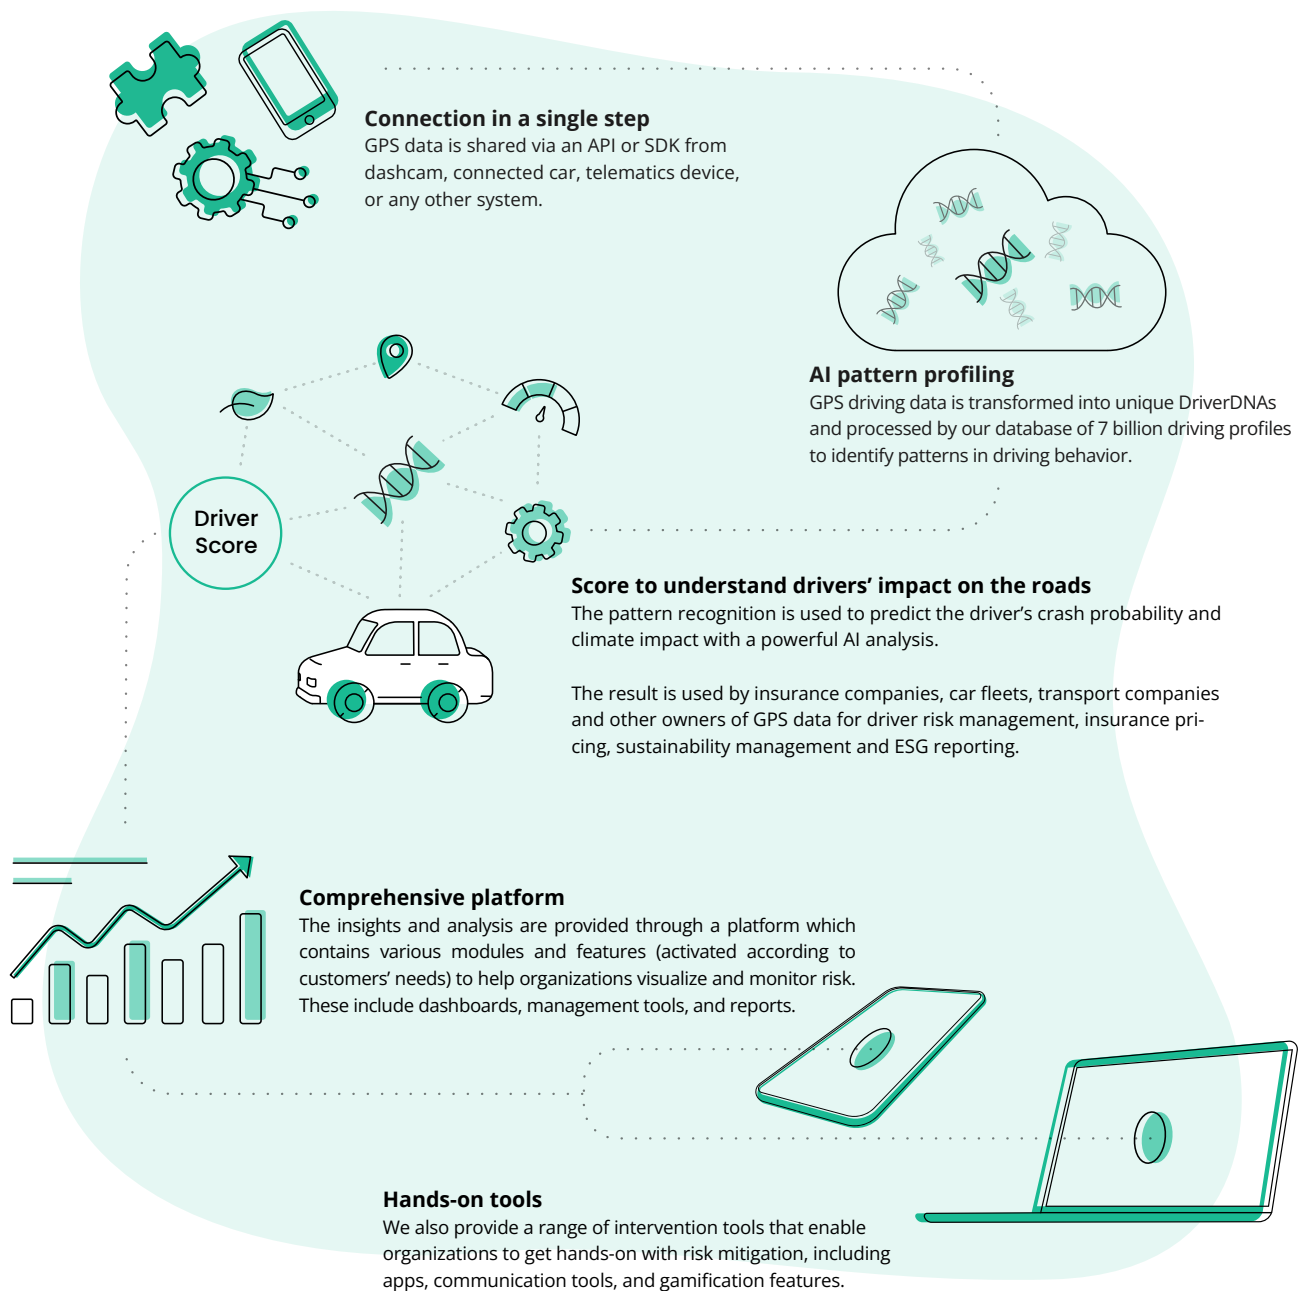 Connection in a single step
GPS data is shared via an API or SDK from
dashcam, connected car, telematics device,
or any other system.
AI pattern profiling
GPS driving data is transformed into unique DriverDNAs
and processed by our database of 7 billion driving profiles
to identify patterns in driving behavior.
Driver
Score
Score to understand drivers’ impact on the roads
The pattern recognition is used to predict the driver’s crash probability and
climate impact with a powerful AI analysis.
The result is used by insurance companies, car fleets, transport companies
and other owners of GPS data for driver risk management, insurance pri-
cing, sustainability management and ESG reporting.
Comprehensive platform
The insights and analysis are provided through a platform which
contains various modules and features (activated according to
customers’ needs) to help organizations visualize and monitor risk.
These include dashboards, management tools, and reports.
Hands-on tools
We also provide a range of intervention tools that enable
organizations to get hands-on with risk mitigation, including
apps, communication tools, and gamification features.